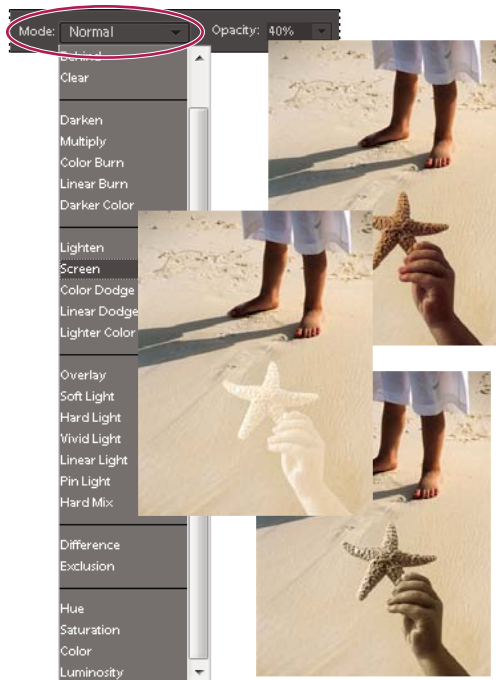 Mode: Normal Opacity: 40%
Behind
Clear
Darken
Multiply
Color Burn
Linear Burn
Darker Color
Lighten
Screen
Color Dodge
Linear Dodge
Lighter Color
Overlay
Soft Light
Hard Light
Vivid Light
Linear Light
Pin Light
Hard Mix
Difference
Exclusion
Hue
Saturation
Color
Luminosity